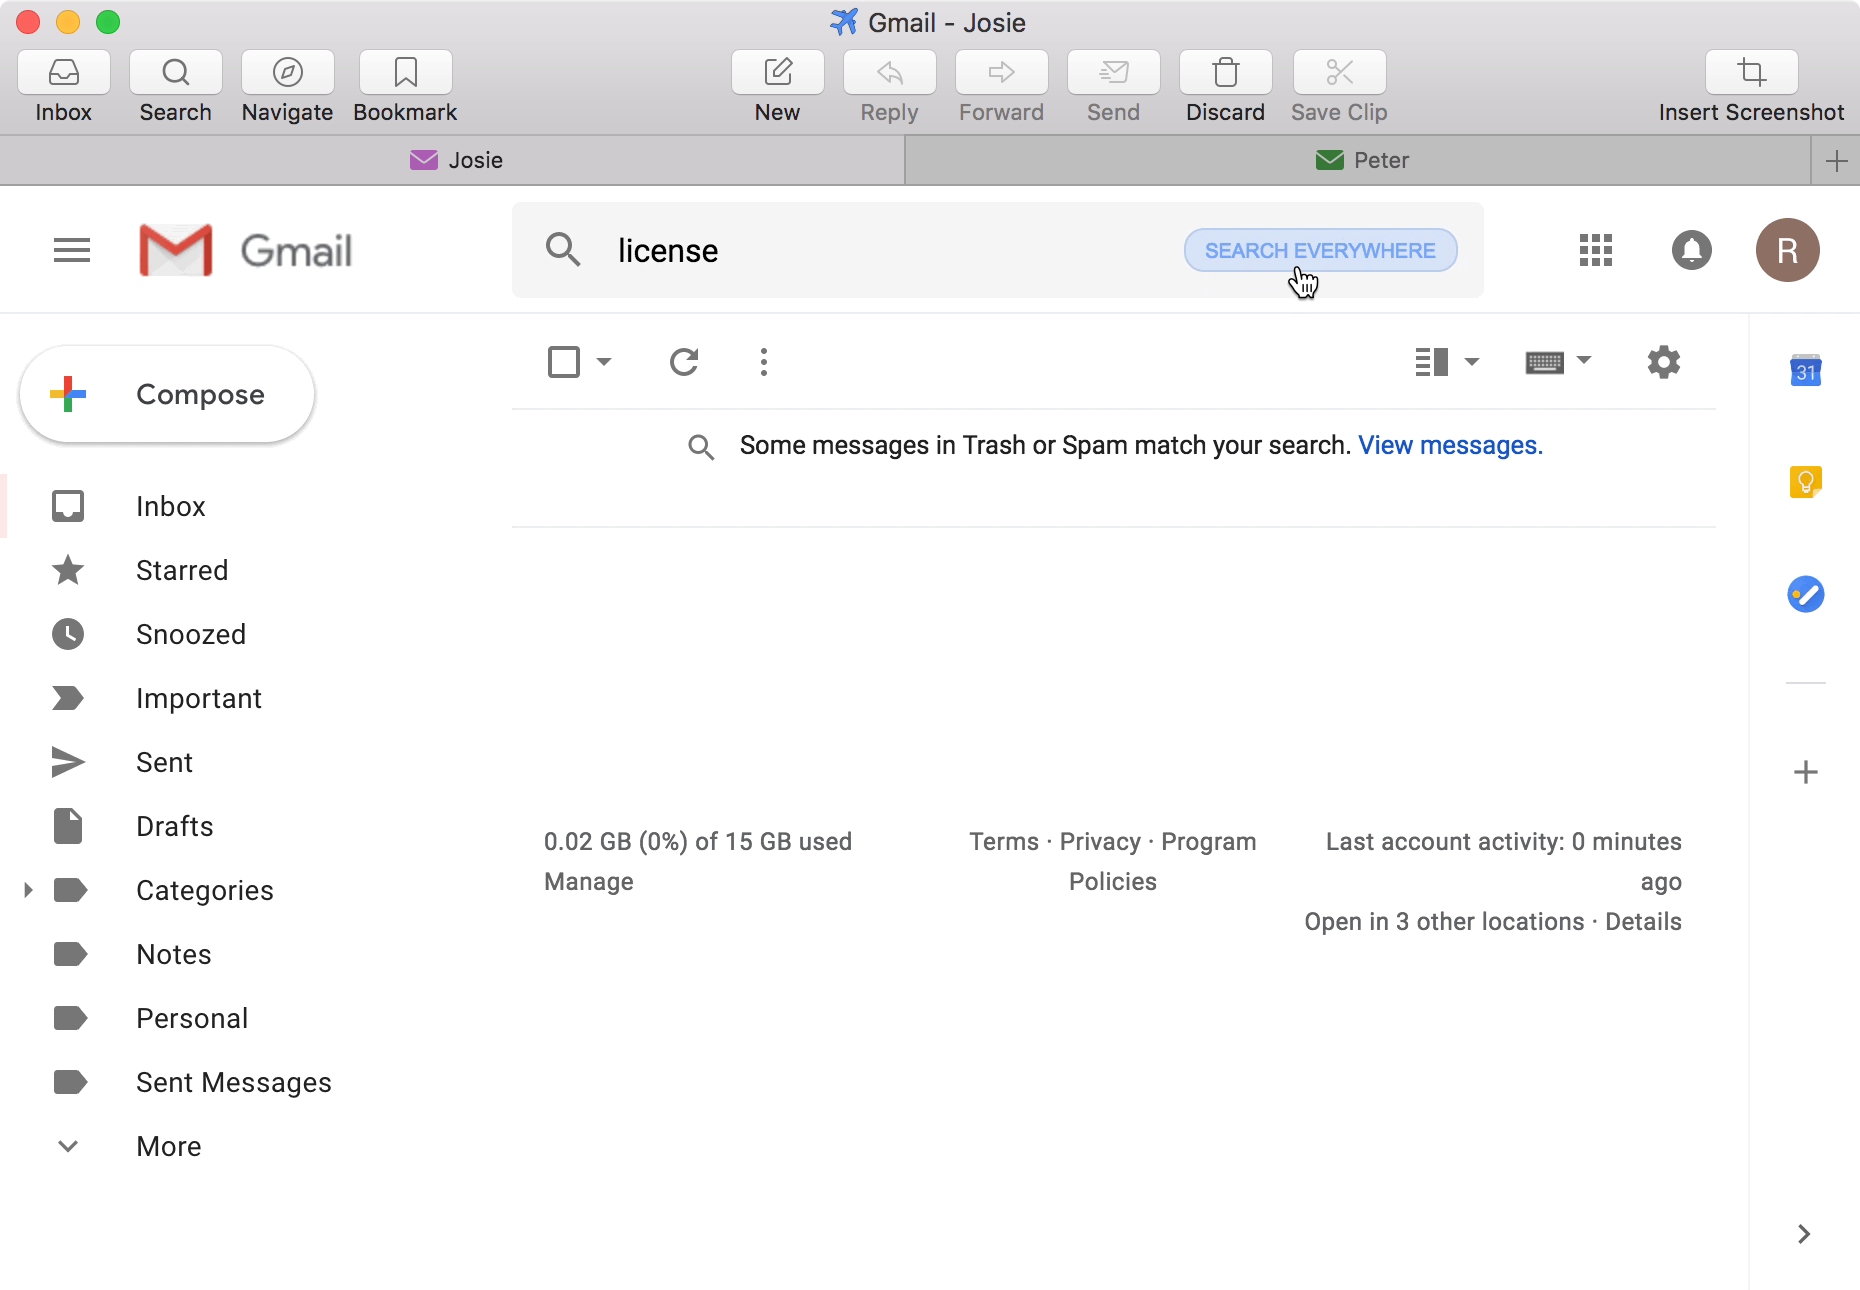 Gmail - Josie
Inbox Search Navigate Bookmark New Reply Forward Send Discard Save Clip Insert Screenshot
Josie Peter
Gmail license SEARCH EVERYWHERE R
Compose
31
Some messages in Trash or Spam match your search. View messages.
Inbox
Starred
Snoozed
Important
Sent
Drafts
Categories
Notes
Personal
Sent Messages
More
0.02 GB (0%) of 15 GB used
Manage
Terms · Privacy · Program
Policies
Last account activity: 0 minutes
ago
Open in 3 other locations · Details